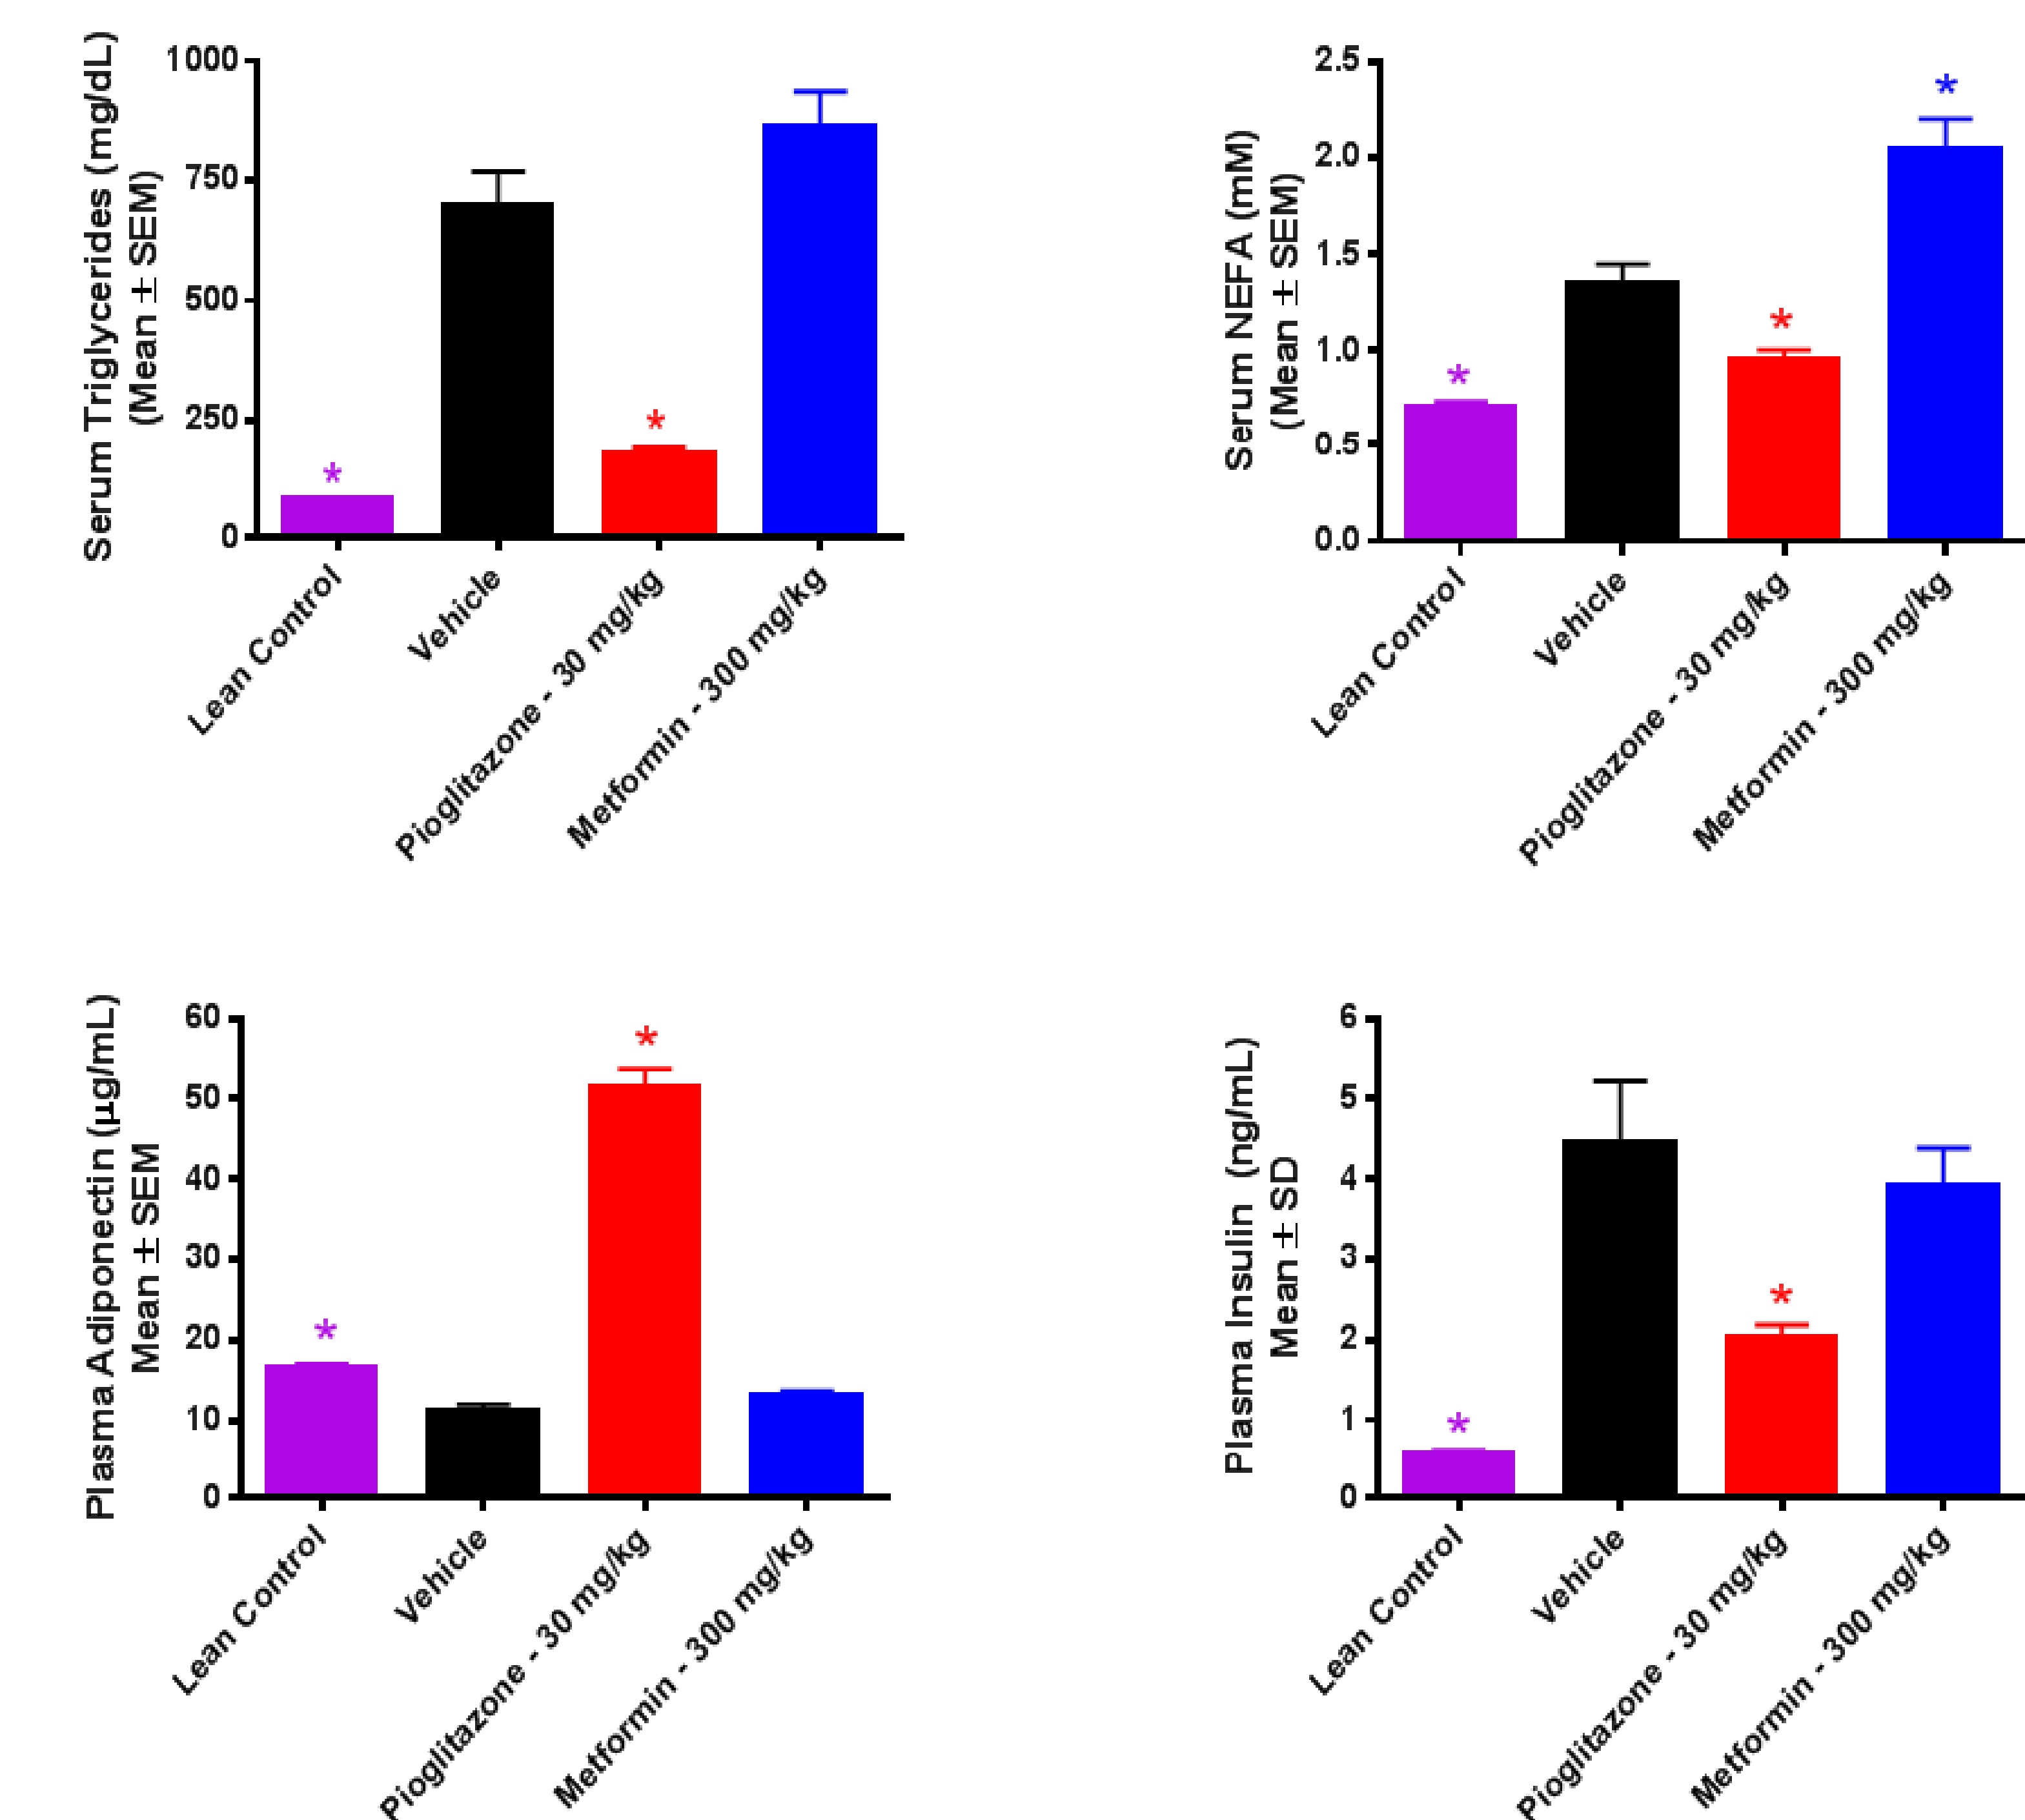 Serum Triglycerides (mg/dL)
(Mean ± SEM)
1000
750
500
250
0
*
*
Lean Control
Vehicle
Pioglitazone - 30 mg/kg
Metformin - 300 mg/kg
Serum NEFA (mM)
(Mean ± SEM)
2.5
2.0
1.5
1.0
0.5
0.0
*
*
*
Lean Control
Vehicle
Pioglitazone - 30 mg/kg
Metformin - 300 mg/kg
Plasma Adiponectin (µg/mL)
Mean ± SEM
60
50
40
30
20
10
0
*
*
Lean Control
Vehicle
Pioglitazone - 30 mg/kg
Metformin - 300 mg/kg
Plasma Insulin (ng/mL)
Mean ± SD
6
5
4
3
2
1
0
*
*
Lean Control
Vehicle
Pioglitazone - 30 mg/kg
Metformin - 300 mg/kg